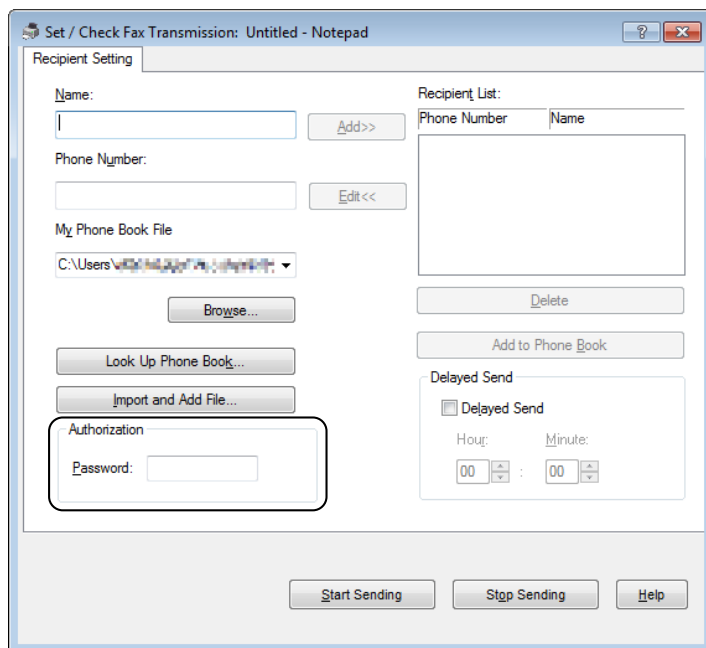 Set / Check Fax Transmission: Untitled - Notepad
Recipient Setting
Name:
Add>>
Phone Number:
Edit<<
My Phone Book File
C:\Users\
Browse...
Look Up Phone Book...
Import and Add File...
Authorization
Password:
Recipient List:
Phone Number Name
Delete
Add to Phone Book
Delayed Send
Delayed Send
Hour: Minute:
00 : 00
Start Sending Stop Sending Help